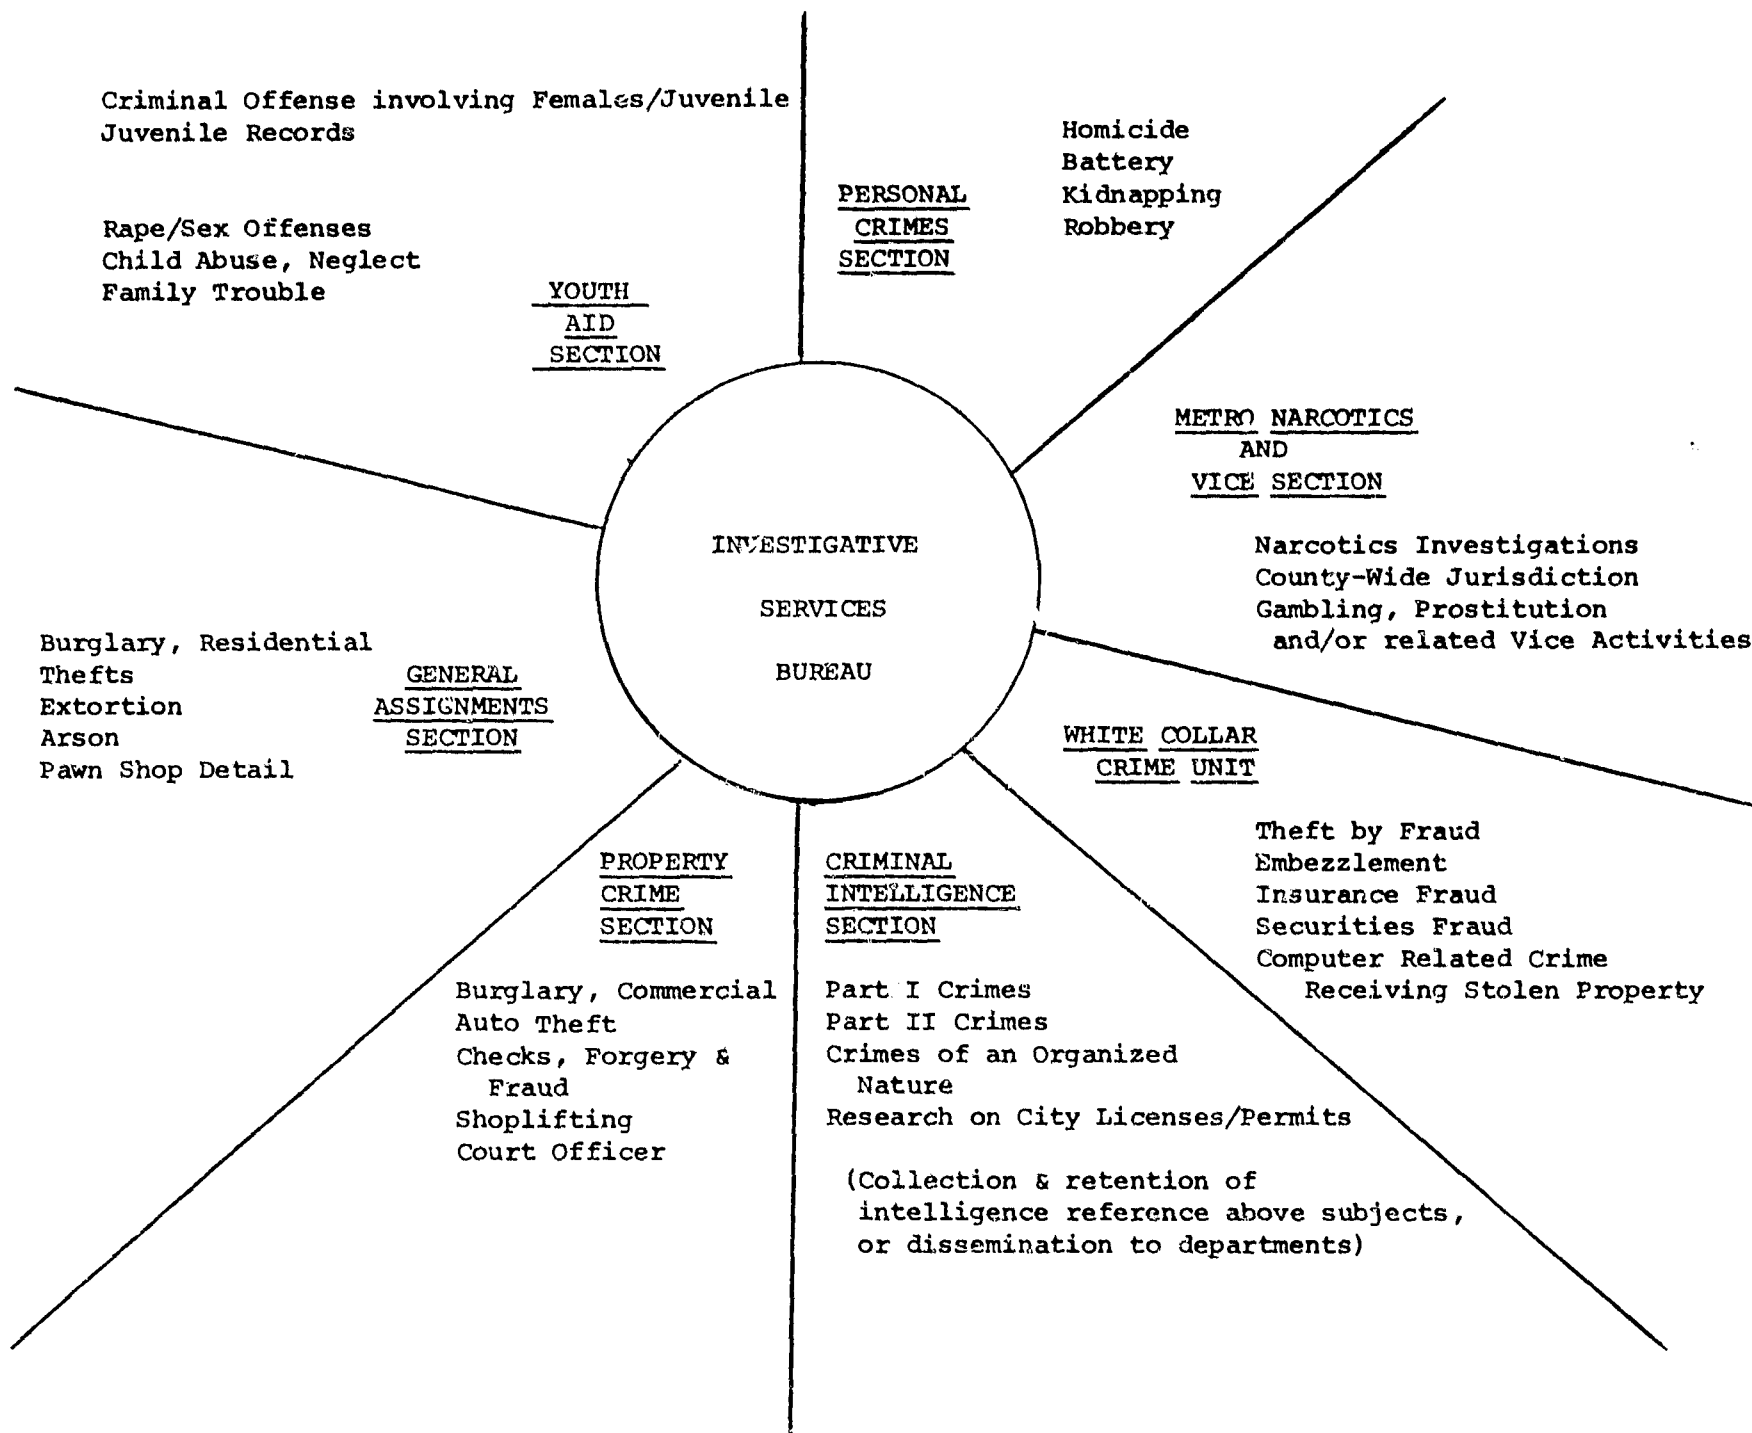 Criminal Offense involving Females/Juvenile
Juvenile Records
Rape/Sex Offenses
Child Abuse, Neglect
Family Trouble
YOUTH
AID
SECTION
PERSONAL
CRIMES
SECTION
Homicide
Battery
Kidnapping
Robbery
METRO NARCOTICS
AND
VICE SECTION
Narcotics Investigations
County-Wide Jurisdiction
Gambling, Prostitution
and/or related Vice Activities
INVESTIGATIVE
SERVICES
BUREAU
Burglary, Residential
Thefts
Extortion
Arson
Pawn Shop Detail
GENERAL
ASSIGNMENTS
SECTION
WHITE COLLAR
CRIME UNIT
Theft by Fraud
Embezzlement
Insurance Fraud
Securities Fraud
Computer Related Crime
Receiving Stolen Property
PROPERTY
CRIME
SECTION
Burglary, Commercial
Auto Theft
Checks, Forgery &
Fraud
Shoplifting
Court Officer
CRIMINAL
INTELLIGENCE
SECTION
Part I Crimes
Part II Crimes
Crimes of an Organized
Nature
Research on City Licenses/Permits
(Collection & retention of
intelligence reference above subjects,
or dissemination to departments)